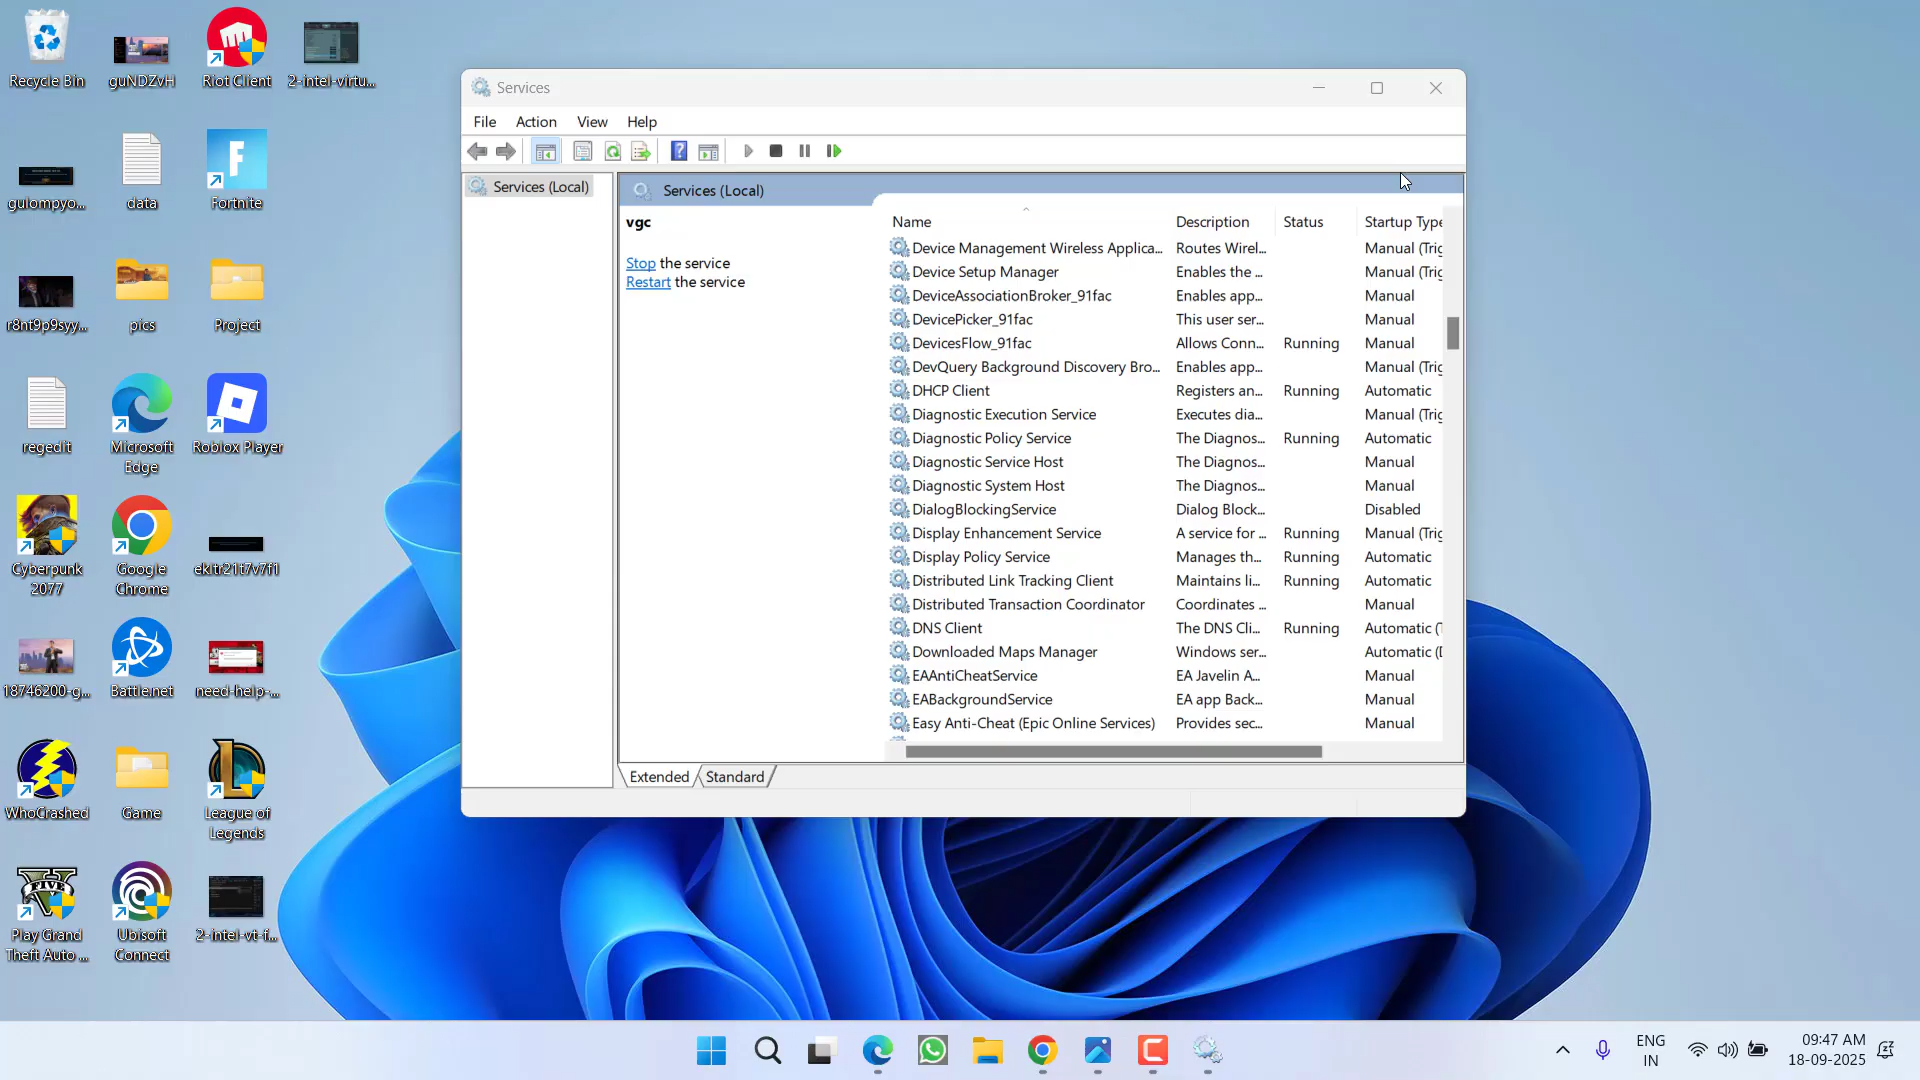 Recycle Bin
guNDZvH
Riot Client
2-intel-virtu...
gulompyo...
data
Fortnite
r8nt9p9syy...
pics
Project
regedit
Microsoft
Edge
Roblox Player
Cyberpunk
2077
Google
Chrome
ekltr21t7v7f1
18746200-g...
Battle.net
need-help-...
WhoCrashed
Game
League of
Legends
FIVE
Play Grand
Theft Auto ...
Ubisoft
Connect
2-intel-vt-f...
Services
File Action View Help
Services (Local)
Services (Local)
vgc
Stop the service
Restart the service
Name Description Status Startup Type
Device Management Wireless Applica... Routes Wirel... Manual (Trig
Device Setup Manager Enables the ... Manual (Trig
DeviceAssociationBroker_91fac Enables app... Manual
DevicePicker_91fac This user ser... Manual
DevicesFlow_91fac Allows Conn... Running Manual
DevQuery Background Discovery Bro... Enables app... Manual (Trig
DHCP Client Registers an... Running Automatic
Diagnostic Execution Service Executes dia... Manual (Trig
Diagnostic Policy Service The Diagnos... Running Automatic
Diagnostic Service Host The Diagnos... Manual
Diagnostic System Host The Diagnos... Manual
DialogBlockingService Dialog Block... Disabled
Display Enhancement Service A service for ... Running Manual (Trig
Display Policy Service Manages th... Running Automatic
Distributed Link Tracking Client Maintains li... Running Automatic
Distributed Transaction Coordinator Coordinates ... Manual
DNS Client The DNS Cli... Running Automatic (T
Downloaded Maps Manager Windows ser... Automatic (D
EAAntiCheatService EA Javelin A... Manual
EABackgroundService EA app Back... Manual
Easy Anti-Cheat (Epic Online Services) Provides sec... Manual
Extended Standard
ENG
IN
09:47 AM
18-09-2025